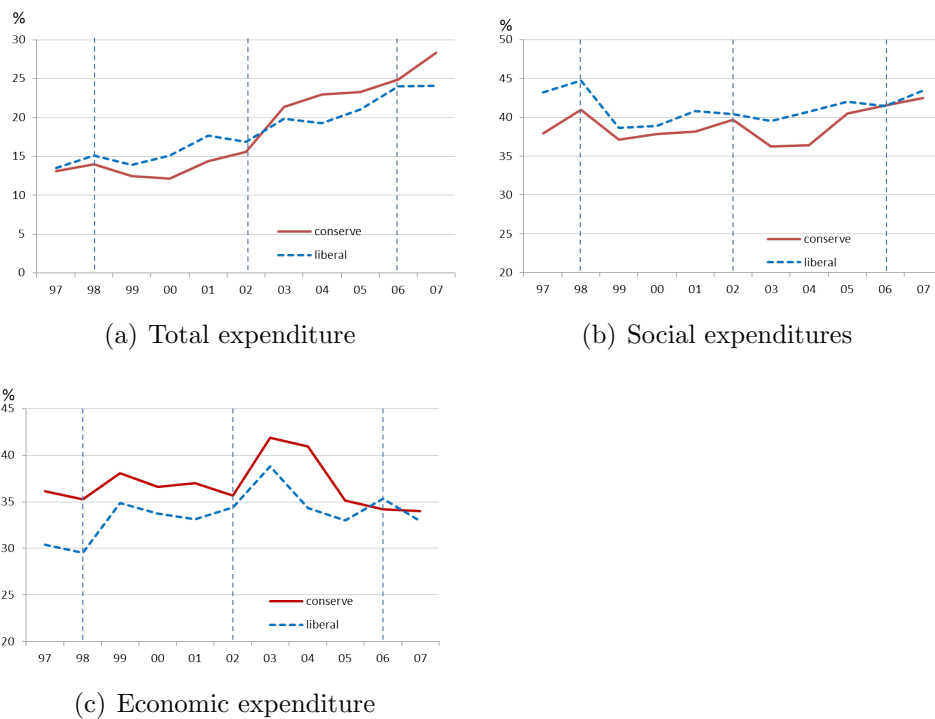 %
30
25
20
15
10
5
0
conserve
liberal
97 98 99 00 01 02 03 04 05 06 07
(a) Total expenditure
%
50
45
40
35
30
25
20
conserve
liberal
97 98 99 00 01 02 03 04 05 06 07
(b) Social expenditures
%
45
40
35
30
25
20
conserve
liberal
97 98 99 00 01 02 03 04 05 06 07
(c) Economic expenditure